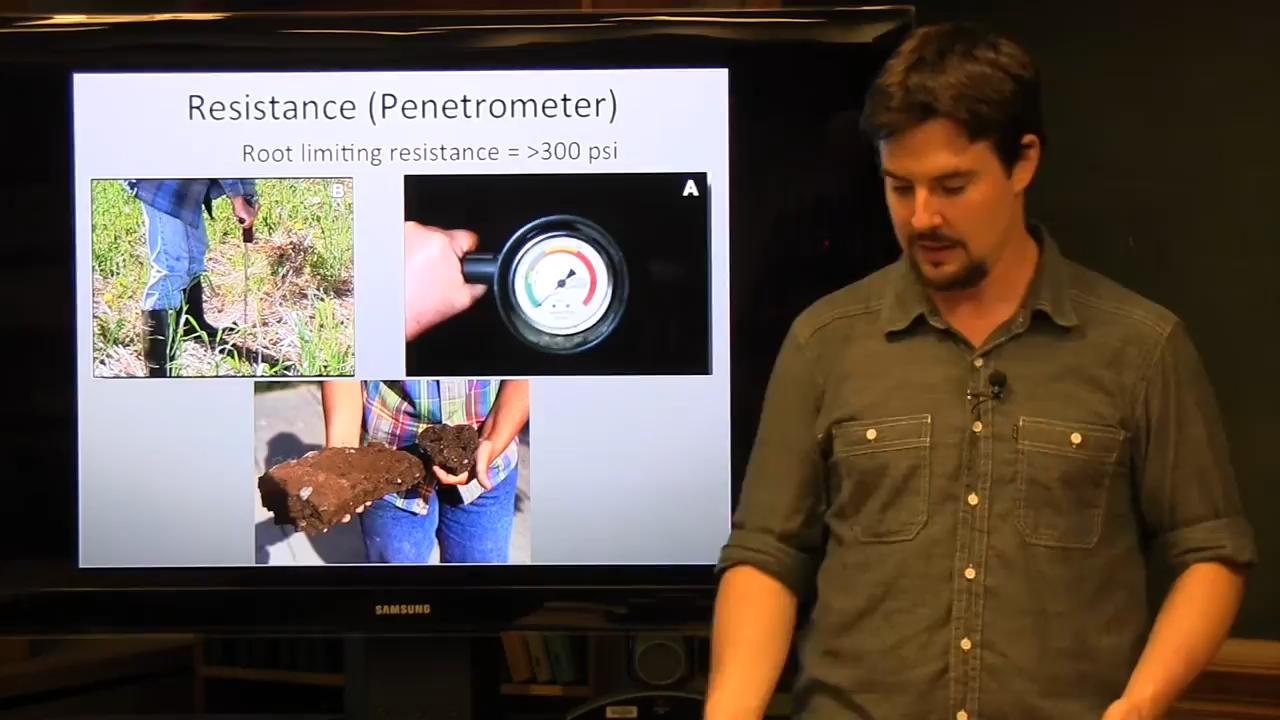 Resistance (Penetrometer)
Root limiting resistance = >300 psi
B
A
SAMSUNG